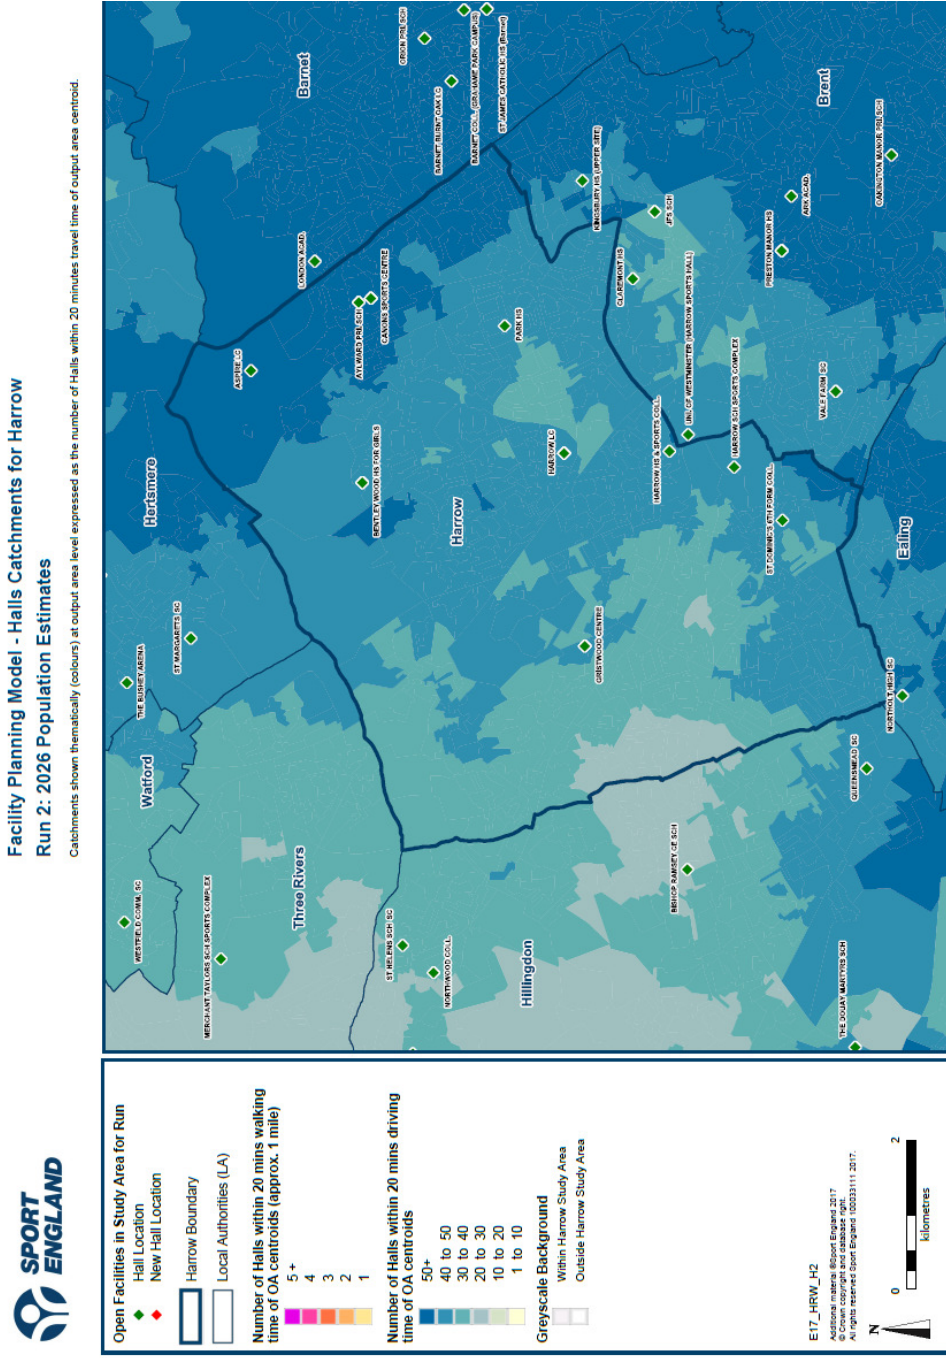 Facility Planning Model - Halls Catchments for Harrow
Run 2: 2026 Population Estimates
Catchments shown thematically (colours) at output area level expressed as the number of Halls within 20 minutes travel time of output area centroid.
SPORT
ENGLAND
Open Facilities in Study Area for Run
Hall Location
New Hall Location
Harrow Boundary
Local Authorities (LA)
Number of Halls within 20 mins walking
time of OA centroids (approx. 1 mile)
5 +
4
3
2
1
Number of Halls within 20 mins driving
time of OA centroids
50+
40 to 50
30 to 40
20 to 30
10 to 20
1 to 10
Greyscale Background
Within Harrow Study Area
Outside Harrow Study Area
E17_HRW_H2
Additional material ©Sport England 2017
© Crown copyright and database right.
All rights reserved Sport England 100033111 2017.
N
0
2
kilometres
WESTFIELD COMM. SC
Watford
THE BUSHEY ARENA
ST MARGARETS SC
Hertsmere
MERCHANT TAYLORS SCH SPORTS COMPLEX
Three Rivers
ASPIRE LC
LONDON ACAD.
Barnet
ORION PRI SCH
BARNET BURNT OAK LC
BARNET COLL. (GRAHAME PARK CAMPUS)
ST JAMES CATHOLIC HS (Barnet)
AYLWARD PRI SCH
CANONS SPORTS CENTRE
BENTLEY WOOD HS FOR GIRLS
ST HELENS SCH SC
NORTHWOOD COLL.
Harrow
PARK HS
Hillingdon
HARROW LC
GRISTWOOD CENTRE
KINGSBURY HS (UPPER SITE)
CLAREMONT HS
JFS SCH
HARROW HS & SPORTS COLL.
UNI OF WESTMINSTER (HARROW SPORTS HALL)
BISHOP RAMSEY CE SCH
HARROW SCH SPORTS COMPLEX
ST DOMINICS 6TH FORM COLL.
PRESTON MANOR HS
ARK ACAD.
Brent
VALE FARM SC
OAKINGTON MANOR PRI SCH
THE DOUAY MARTYRS SCH
QUEENSMEAD SC
NORTHOLT HIGH SC
Ealing